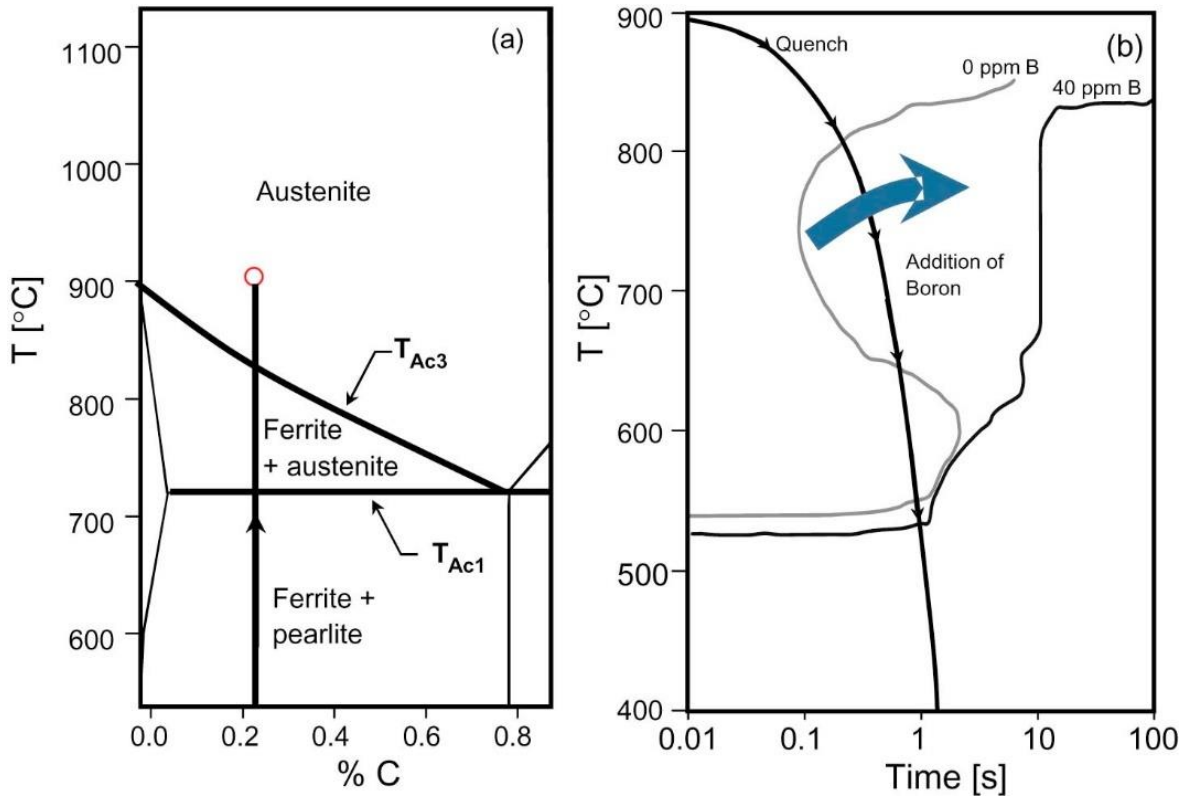 (a)
T [°C]
1100
1000
900
800
700
600
Austenite
T_Ac3
Ferrite
+ austenite
T_Ac1
Ferrite +
pearlite
0.0 0.2 0.4 0.6 0.8
% C
(b)
T [°C]
900
800
700
600
500
400
Quench
0 ppm B
40 ppm B
Addition of
Boron
0.01 0.1 1 10 100
Time [s]